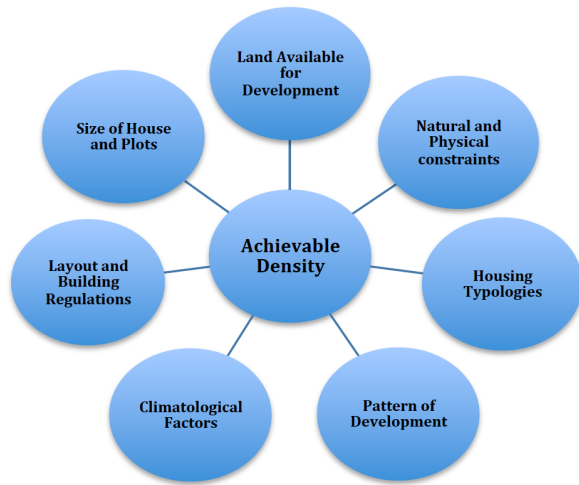 Land Available
for
Development
Natural and
Physical
constraints
Housing
Typologies
Pattern of
Development
Climatological
Factors
Layout and
Building
Regulations
Size of House
and Plots
Achievable
Density